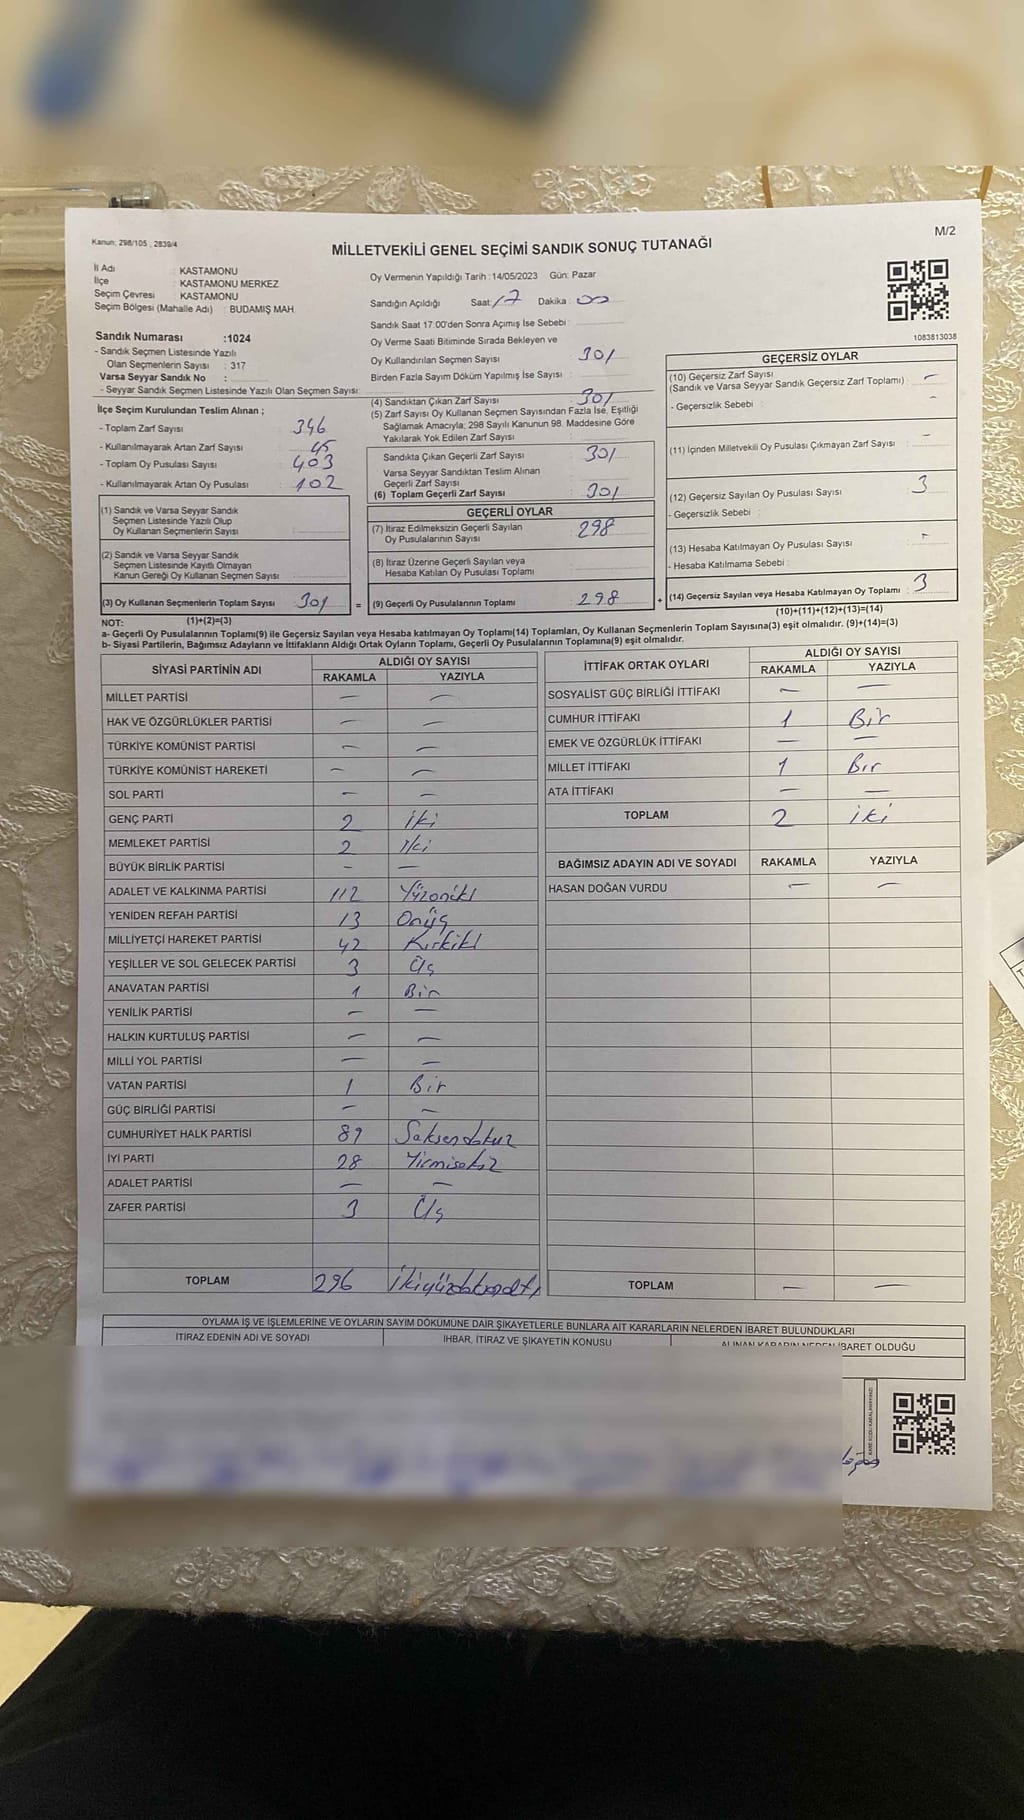 Kanun; 298/105 , 2839/4
M/2
MİLLETVEKİLİ GENEL SEÇİMİ SANDIK SONUÇ TUTANAĞI
İl Adı : KASTAMONU
İlçe : KASTAMONU MERKEZ
Seçim Çevresi : KASTAMONU
Seçim Bölgesi (Mahalle Adı) : BUDAMIŞ MAH.
Sandık Numarası :1024
- Sandık Seçmen Listesinde Yazılı
Olan Seçmenlerin Sayısı : 317
Varsa Seyyar Sandık No :
- Seyyar Sandık Seçmen Listesinde Yazılı Olan Seçmen Sayısı:
Oy Vermenin Yapıldığı Tarih : 14/05/2023 Gün: Pazar
Sandığın Açıldığı Saat : 17 Dakika : 00
Sandık Saat 17:00'den Sonra Açımış İse Sebebi :
Oy Verme Saati Bitiminde Sırada Bekleyen ve
Oy Kullandırılan Seçmen Sayısı : 301
Birden Fazla Sayım Döküm Yapılmış İse Sayısı :
1083813038
İlçe Seçim Kurulundan Teslim Alınan ;
- Toplam Zarf Sayısı : 346
- Kullanılmayarak Artan Zarf Sayısı : 45
- Toplam Oy Pusulası Sayısı : 403
- Kullanılmayarak Artan Oy Pusulası : 102
(4) Sandıktan Çıkan Zarf Sayısı : 301
(5) Zarf Sayısı Oy Kullanan Seçmen Sayısından Fazla İse, Eşitliği
Sağlamak Amacıyla; 298 Sayılı Kanunun 98. Maddesine Göre
Yakılarak Yok Edilen Zarf Sayısı :
Sandıkta Çıkan Geçerli Zarf Sayısı : 301
Varsa Seyyar Sandıktan Teslim Alınan
Geçerli Zarf Sayısı :
(6) Toplam Geçerli Zarf Sayısı : 301
GEÇERSİZ OYLAR
(10) Geçersiz Zarf Sayısı
(Sandık ve Varsa Seyyar Sandık Geçersiz Zarf Toplamı) : –
- Geçersizlik Sebebi : –
(11) İçinden Milletvekili Oy Pusulası Çıkmayan Zarf Sayısı : –
(12) Geçersiz Sayılan Oy Pusulası Sayısı : 3
- Geçersizlik Sebebi :
(13) Hesaba Katılmayan Oy Pusulası Sayısı : –
- Hesaba Katılmama Sebebi :
(14) Geçersiz Sayılan veya Hesaba Katılmayan Oy Toplamı : 3
(1) Sandık ve Varsa Seyyar Sandık
Seçmen Listesinde Yazılı Olup
Oy Kullanan Seçmenlerin Sayısı :
(2) Sandık ve Varsa Seyyar Sandık
Seçmen Listesinde Kayıtlı Olmayan
Kanun Gereği Oy Kullanan Seçmen Sayısı :
(3) Oy Kullanan Seçmenlerin Toplam Sayısı : 301
=
GEÇERLİ OYLAR
(7) İtiraz Edilmeksizin Geçerli Sayılan
Oy Pusulalarının Sayısı : 298
(8) İtiraz Üzerine Geçerli Sayılan veya
Hesaba Katılan Oy Pusulası Toplamı :
(9) Geçerli Oy Pusulalarının Toplamı : 298
+
NOT: (1)+(2)=(3)
(10)+(11)+(12)+(13)=(14)
a- Geçerli Oy Pusulalarının Toplamı(9) ile Geçersiz Sayılan veya Hesaba katılmayan Oy Toplamı(14) Toplamları, Oy Kullanan Seçmenlerin Toplam Sayısına(3) eşit olmalıdır. (9)+(14)=(3)
b- Siyasi Partilerin, Bağımsız Adayların ve İttifakların Aldığı Ortak Oyların Toplamı, Geçerli Oy Pusulalarının Toplamına(9) eşit olmalıdır.
SİYASİ PARTİNİN ADI ALDIĞI OY SAYISI
RAKAMLA YAZIYLA
MİLLET PARTİSİ – –
HAK VE ÖZGÜRLÜKLER PARTİSİ – –
TÜRKİYE KOMÜNİST PARTİSİ – –
TÜRKİYE KOMÜNİST HAREKETİ – –
SOL PARTİ – –
GENÇ PARTİ 2 iki
MEMLEKET PARTİSİ 2 iki
BÜYÜK BİRLİK PARTİSİ – –
ADALET VE KALKINMA PARTİSİ 112 Yüzoniki
YENİDEN REFAH PARTİSİ 13 Onüç
MİLLİYETÇİ HAREKET PARTİSİ 42 Kırkiki
YEŞİLLER VE SOL GELECEK PARTİSİ 3 Üç
ANAVATAN PARTİSİ 1 Bir
YENİLİK PARTİSİ – –
HALKIN KURTULUŞ PARTİSİ – –
MİLLİ YOL PARTİSİ – –
VATAN PARTİSİ 1 Bir
GÜÇ BİRLİĞİ PARTİSİ – –
CUMHURİYET HALK PARTİSİ 89 Seksendokuz
İYİ PARTİ 28 Yirmisekiz
ADALET PARTİSİ – –
ZAFER PARTİSİ 3 Üç
TOPLAM 296 İkiyüzdoksanaltı
İTTİFAK ORTAK OYLARI ALDIĞI OY SAYISI
RAKAMLA YAZIYLA
SOSYALİST GÜÇ BİRLİĞİ İTTİFAKI – –
CUMHUR İTTİFAKI 1 Bir
EMEK VE ÖZGÜRLÜK İTTİFAKI – –
MİLLET İTTİFAKI 1 Bir
ATA İTTİFAKI – –
TOPLAM 2 iki
BAĞIMSIZ ADAYIN ADI VE SOYADI RAKAMLA YAZIYLA
HASAN DOĞAN VURDU – –
TOPLAM – –
OYLAMA İŞ VE İŞLEMLERİNE VE OYLARIN SAYIM DÖKÜMÜNE DAİR ŞİKAYETLERLE BUNLARA AİT KARARLARIN NELERDEN İBARET BULUNDUKLARI
İTİRAZ EDENİN ADI VE SOYADI İHBAR, İTİRAZ VE ŞİKAYETİN KONUSU ALINAN KARARIN NEDEN İBARET OLDUĞU